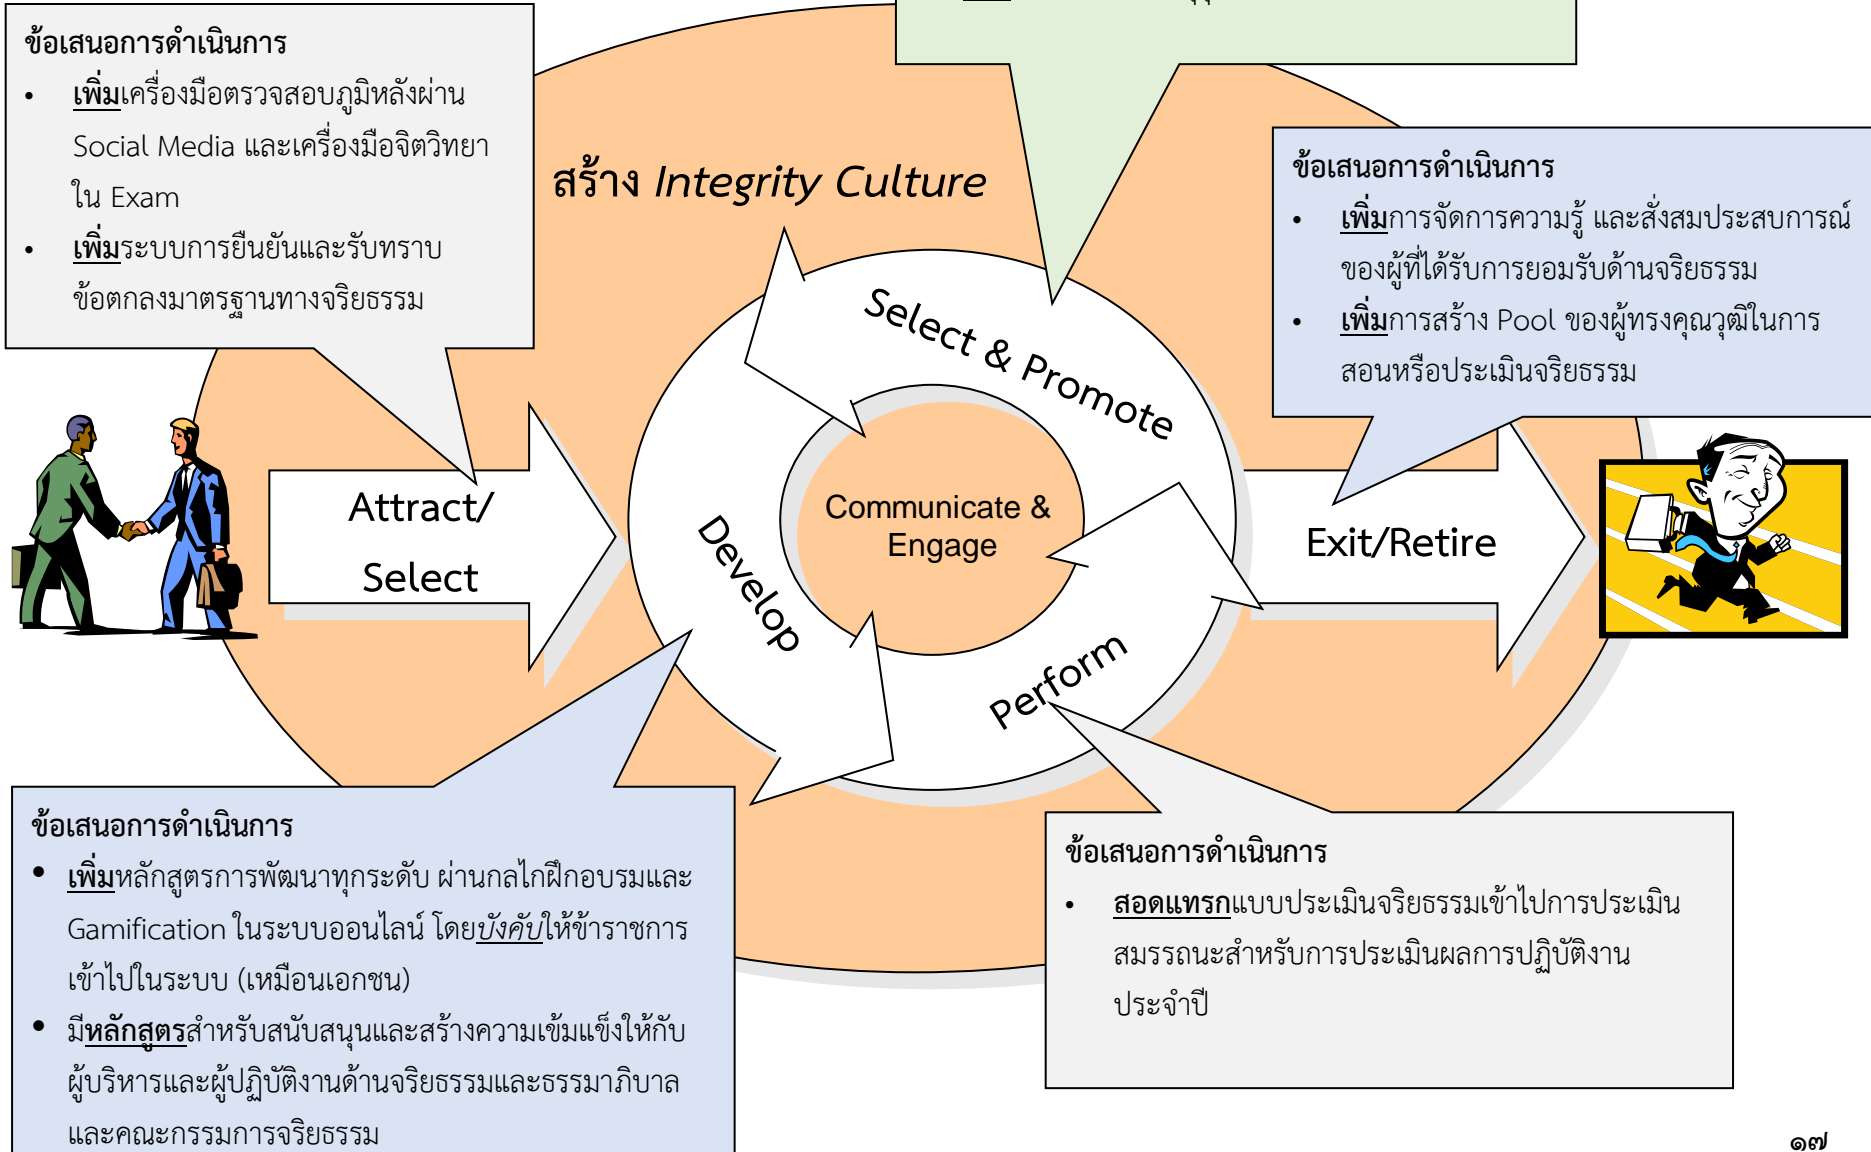 ข้อเสนอการดำเนินการ
• เพิ่มเครื่องมือตรวจสอบภูมิหลังผ่าน
Social Media และเครื่องมือจิตวิทยา
ใน Exam
• เพิ่มระบบการยืนยันและรับทราบ
ข้อตกลงมาตรฐานทางจริยธรรม
สร้าง Integrity Culture
ข้อเสนอการดำเนินการ
• เพิ่มการจัดการความรู้ และสั่งสมประสบการณ์
ของผู้ที่ได้รับการยอมรับด้านจริยธรรม
• เพิ่มการสร้าง Pool ของผู้ทรงคุณวุฒิในการ
สอนหรือประเมินจริยธรรม
Select & Promote
Attract/
Select
Develop
Communicate &
Engage
Perform
Exit/Retire
ข้อเสนอการดำเนินการ
• เพิ่มหลักสูตรการพัฒนาทุกระดับ ผ่านกลไกฝึกอบรมและ
Gamification ในระบบออนไลน์ โดยบังคับให้ข้าราชการ
เข้าไปในระบบ (เหมือนเอกชน)
• มีหลักสูตรสำหรับสนับสนุนและสร้างความเข้มแข็งให้กับ
ผู้บริหารและผู้ปฏิบัติงานด้านจริยธรรมและธรรมาภิบาล
และคณะกรรมการจริยธรรม
ข้อเสนอการดำเนินการ
• สอดแทรกแบบประเมินจริยธรรมเข้าไปการประเมิน
สมรรถนะสำหรับการประเมินผลการปฏิบัติงาน
ประจำปี
๑๗